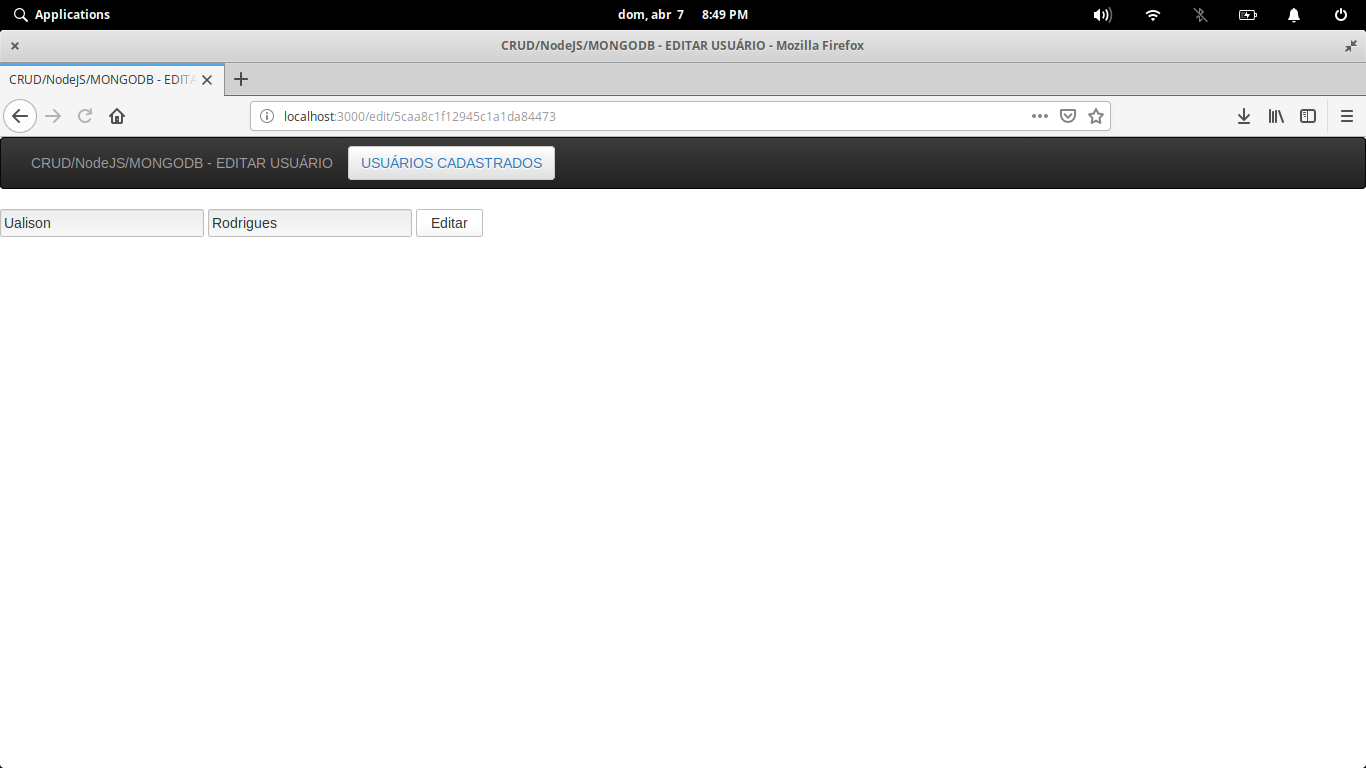 Applications
dom, abr 7 8:49 PM
CRUD/NodeJS/MONGODB - EDITAR USUÁRIO - Mozilla Firefox
CRUD/NodeJS/MONGODB - EDITA
localhost:3000/edit/5caa8c1f12945c1a1da84473
CRUD/NodeJS/MONGODB - EDITAR USUÁRIO USUÁRIOS CADASTRADOS
Ualison Rodrigues Editar